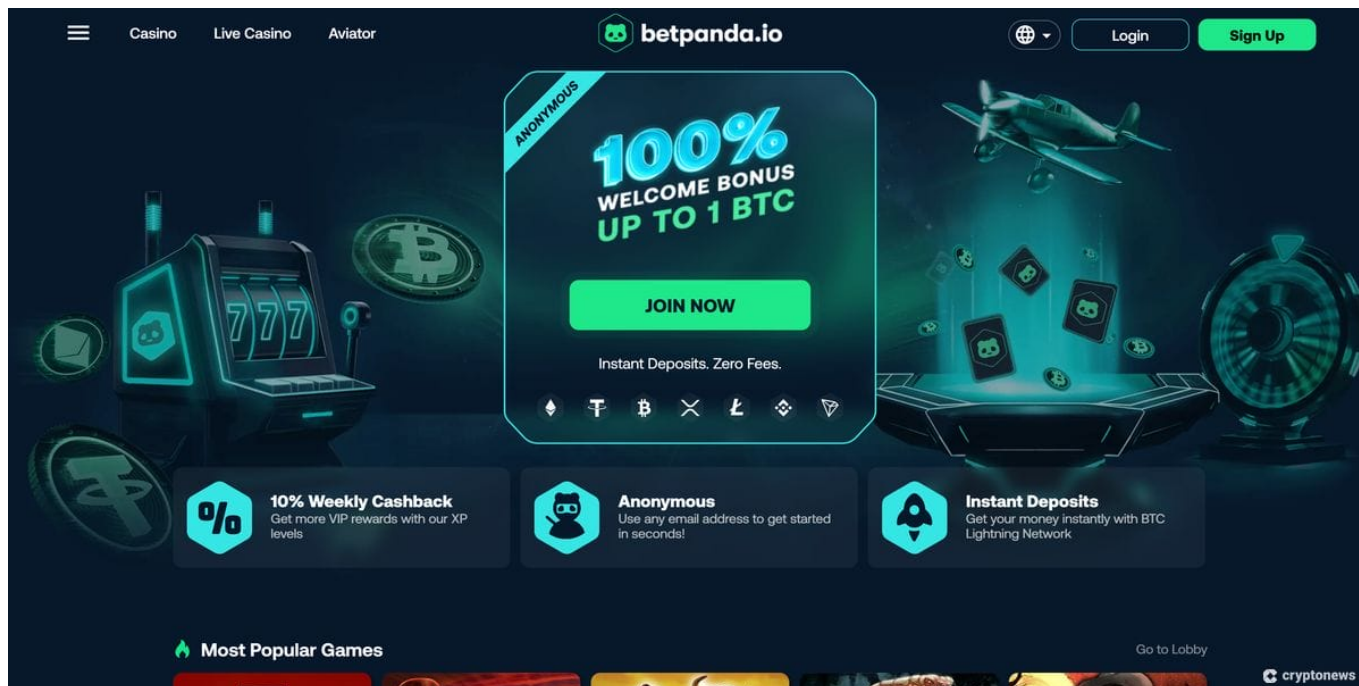 Casino
Live Casino
Aviator
betpanda.io
Login
Sign Up
ANONYMOUS
100%
WELCOME BONUS
UP TO 1 BTC
JOIN NOW
Instant Deposits. Zero Fees.
777
10% Weekly Cashback
Get more VIP rewards with our XP
levels
Anonymous
Use any email address to get started
in seconds!
Instant Deposits
Get your money instantly with BTC
Lightning Network
Most Popular Games
Go to Lobby
cryptonews